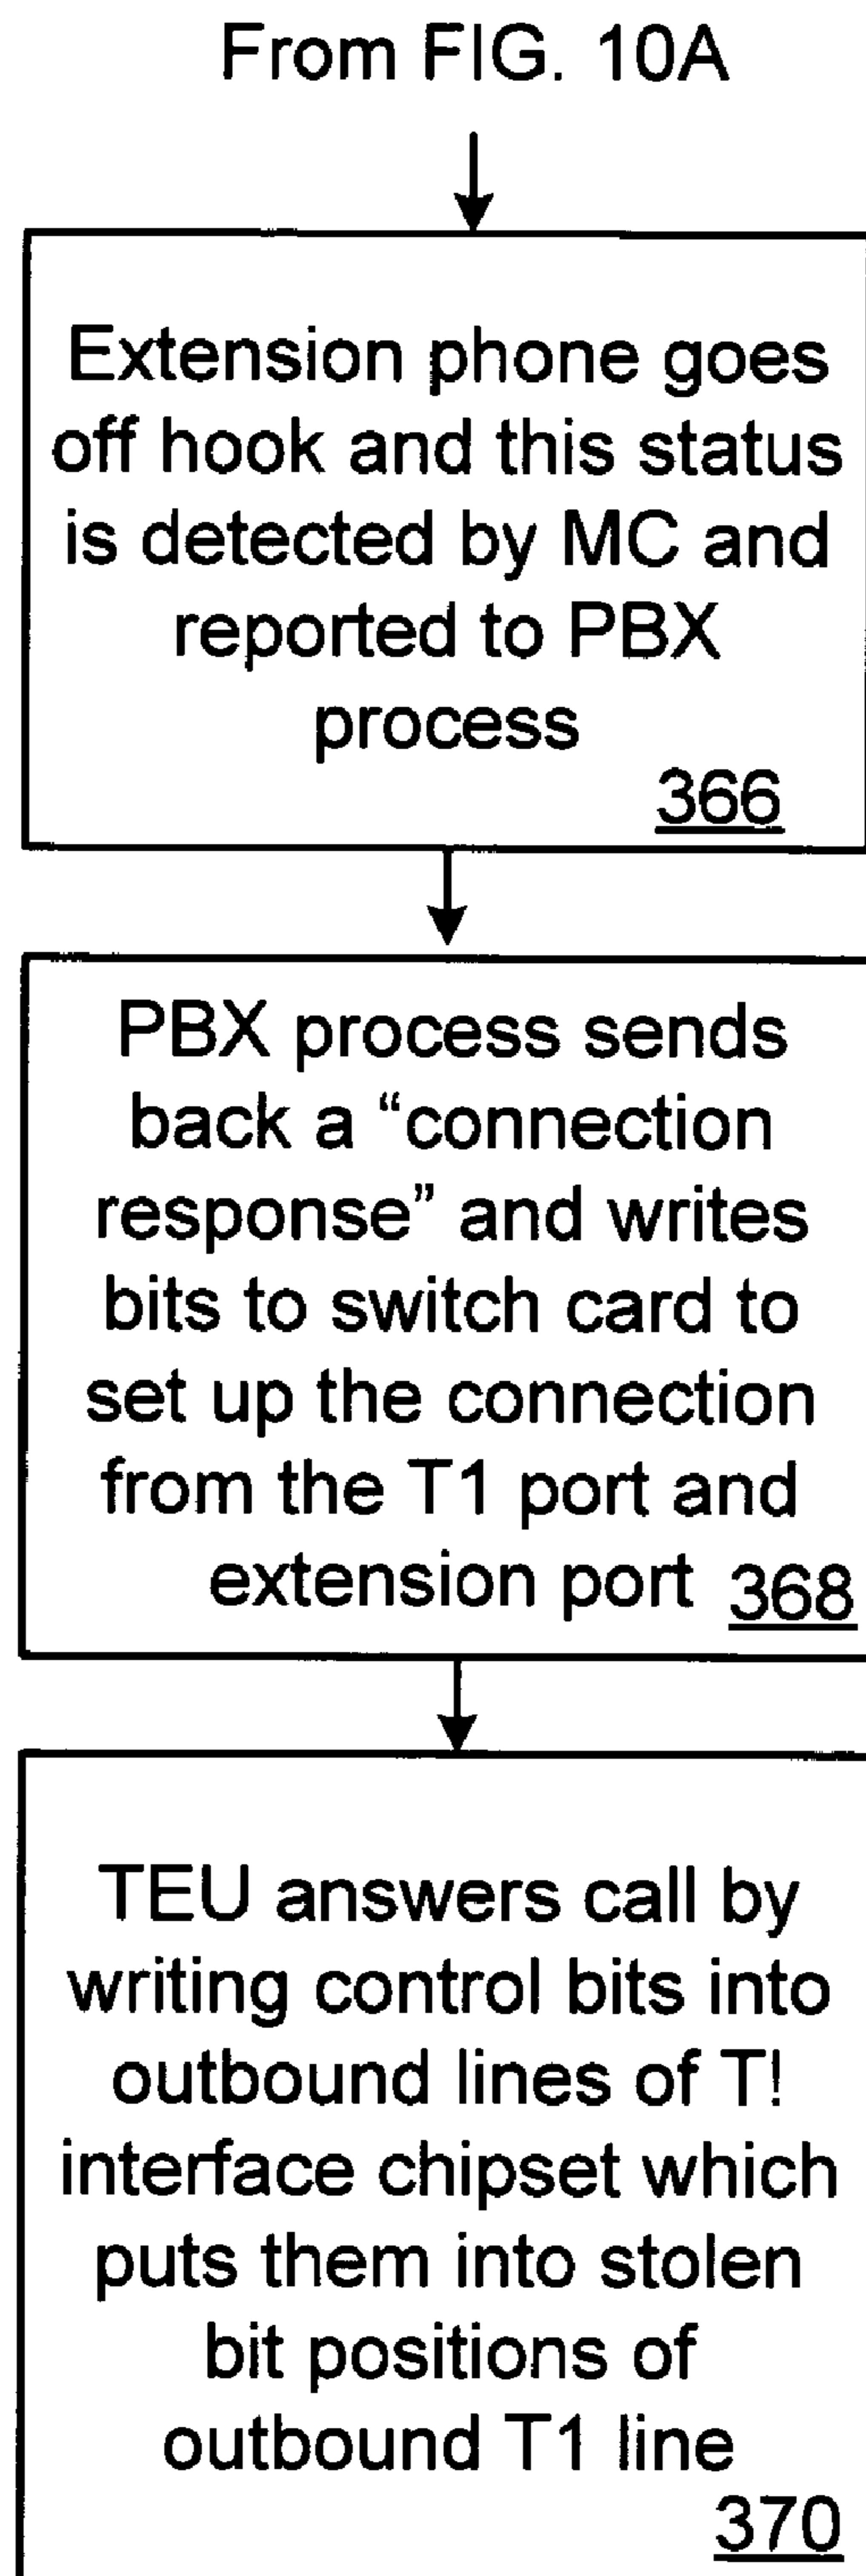 From FIG. 10A
Extension phone goes
off hook and this status
is detected by MC and
reported to PBX
process
366
PBX process sends
back a “connection
response” and writes
bits to switch card to
set up the connection
from the T1 port and
extension port 368
TEU answers call by
writing control bits into
outbound lines of T!
interface chipset which
puts them into stolen
bit positions of
outbound T1 line
370